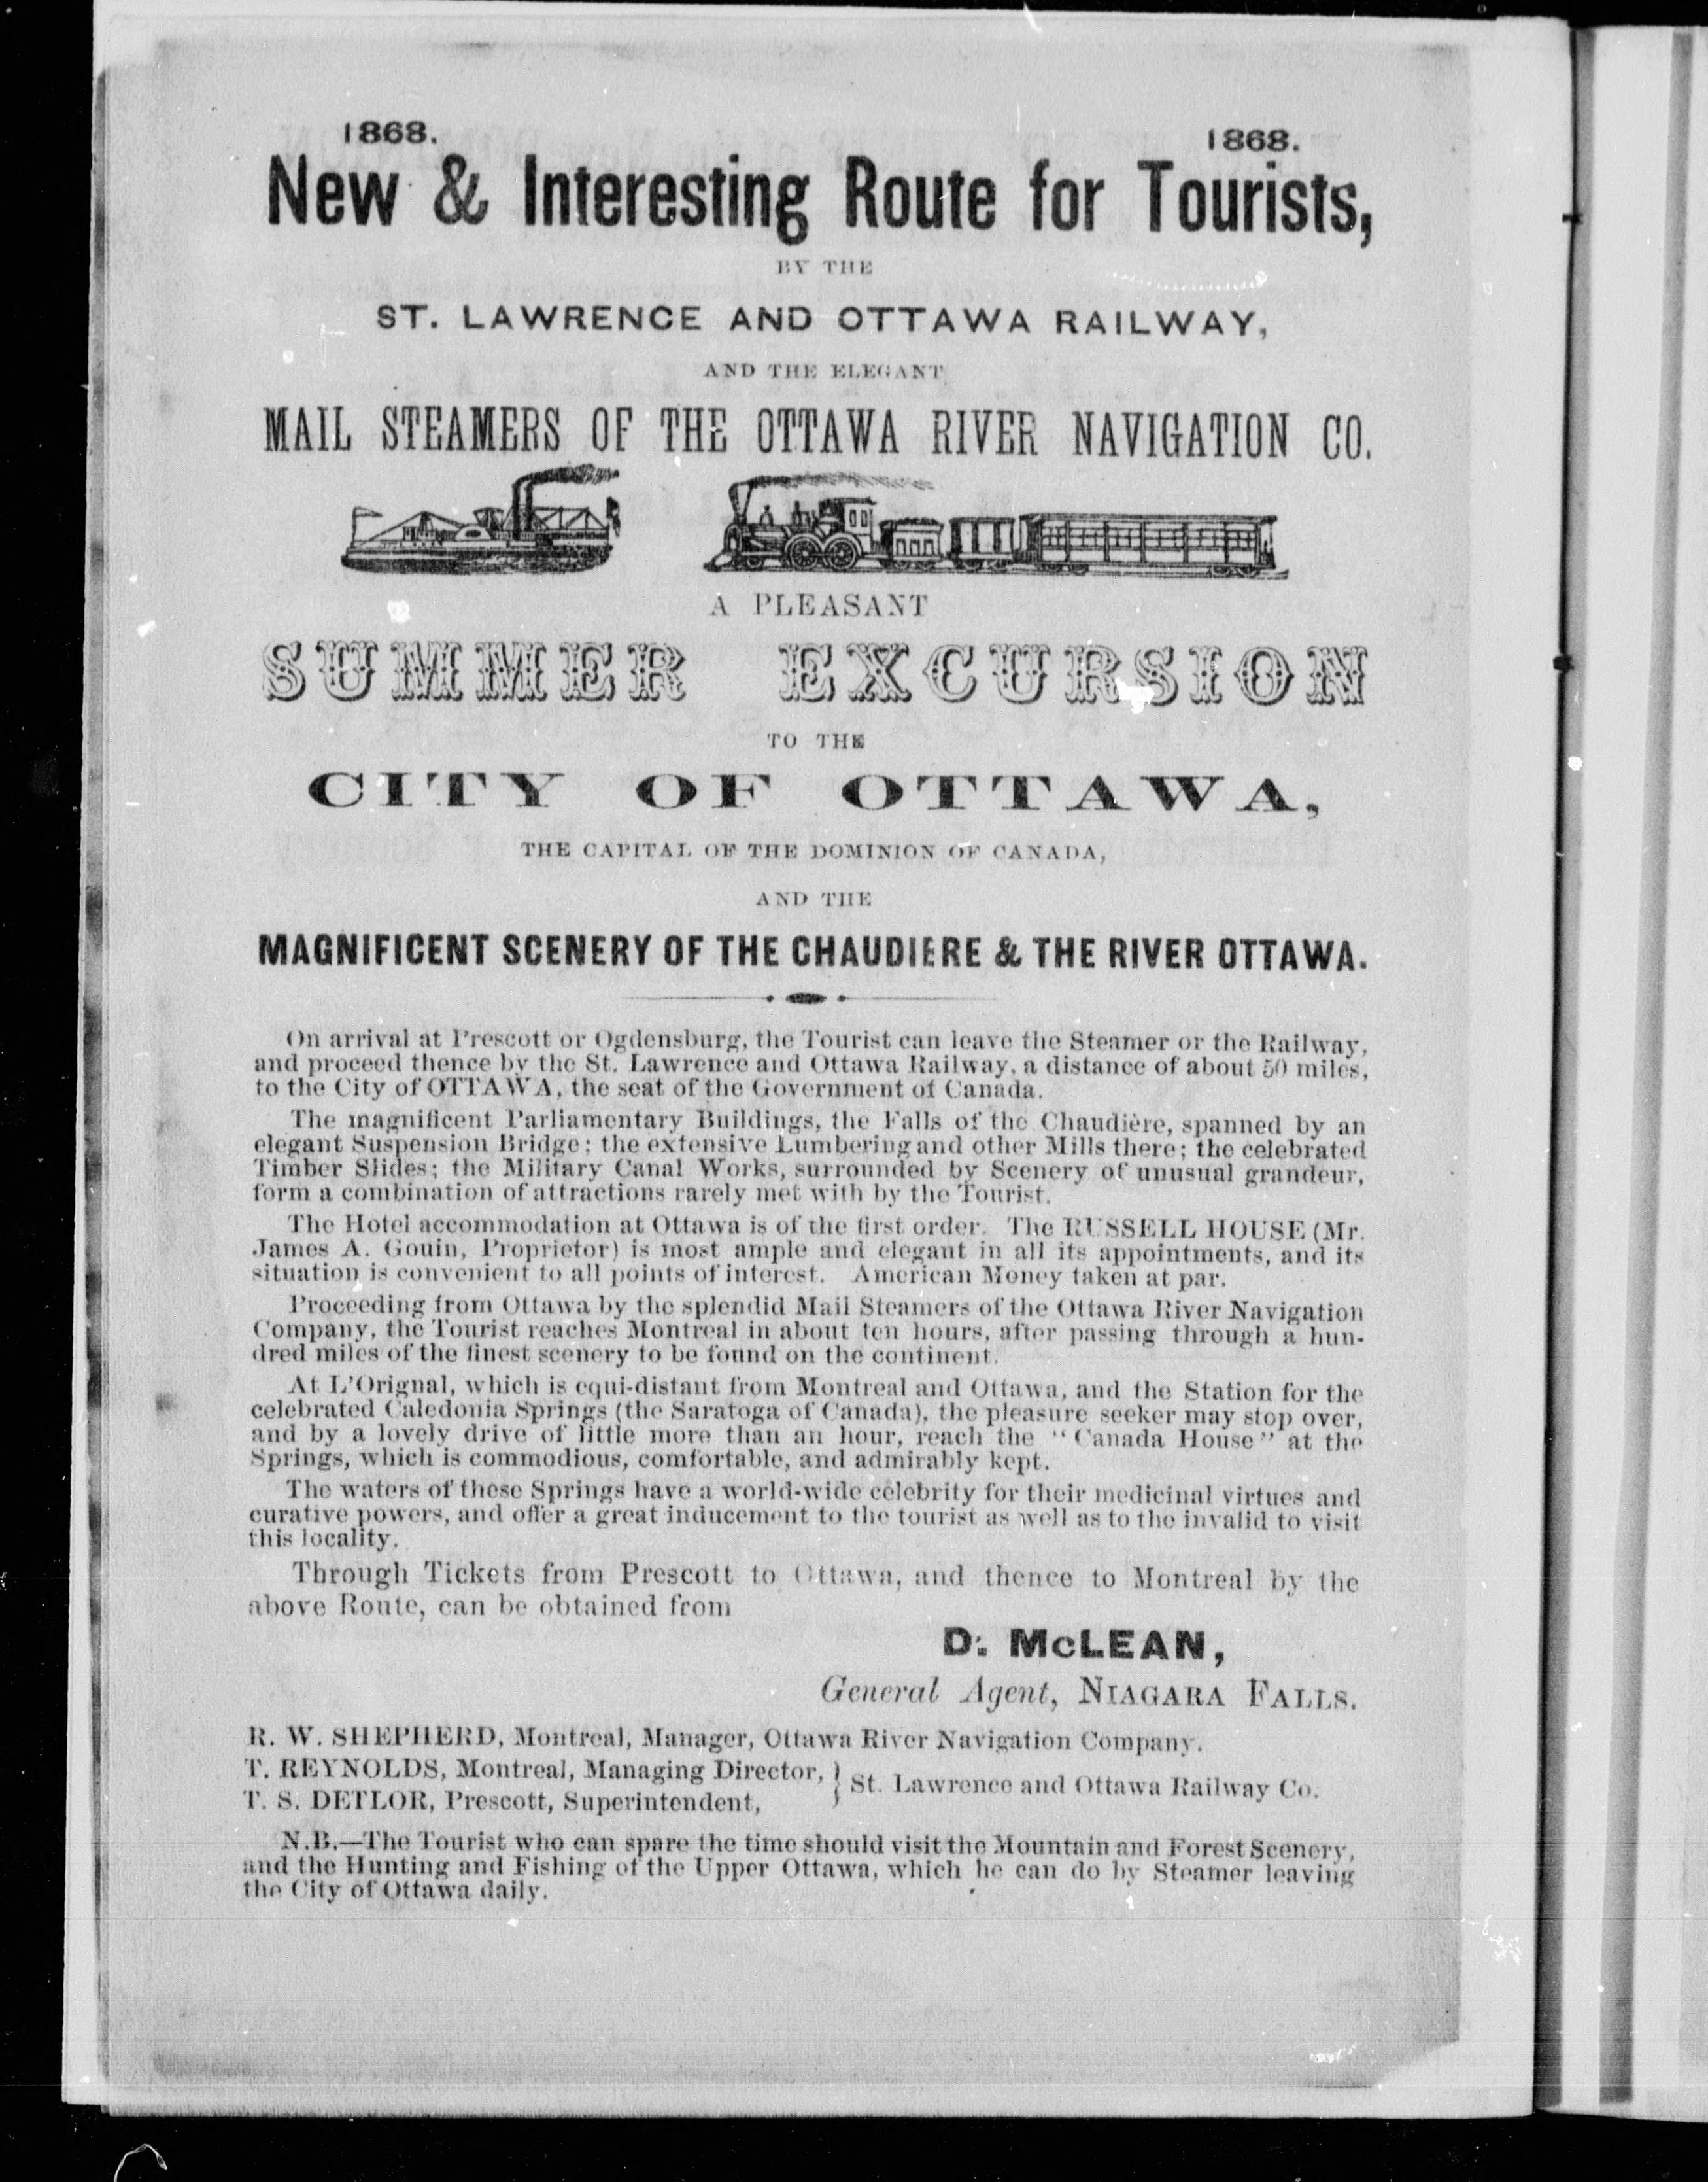 1868. 1868.
New & Interesting Route for Tourists,
BY THE
ST. LAWRENCE AND OTTAWA RAILWAY,
AND THE ELEGANT
MAIL STEAMERS OF THE OTTAWA RIVER NAVIGATION CO.
A PLEASANT
SUMMER EXCURSION
TO THE
CITY OF OTTAWA,
THE CAPITAL OF THE DOMINION OF CANADA,
AND THE
MAGNIFICENT SCENERY OF THE CHAUDIERE & THE RIVER OTTAWA.
On arrival at Prescott or Ogdensburg, the Tourist can leave the Steamer or the Railway,
and proceed thence by the St. Lawrence and Ottawa Railway, a distance of about 50 miles,
to the City of OTTAWA, the seat of the Government of Canada.
The magnificent Parliamentary Buildings, the Falls of the Chaudière, spanned by an
elegant Suspension Bridge; the extensive Lumbering and other Mills there; the celebrated
Timber Slides; the Military Canal Works, surrounded by Scenery of unusual grandeur,
form a combination of attractions rarely met with by the Tourist.
The Hotel accommodation at Ottawa is of the first order. The RUSSELL HOUSE (Mr.
James A. Gouin, Proprietor) is most ample and elegant in all its appointments, and its
situation is convenient to all points of interest. American Money taken at par.
Proceeding from Ottawa by the splendid Mail Steamers of the Ottawa River Navigation
Company, the Tourist reaches Montreal in about ten hours, after passing through a hun-
dred miles of the finest scenery to be found on the continent.
At L'Orignal, which is equi-distant from Montreal and Ottawa, and the Station for the
celebrated Caledonia Springs (the Saratoga of Canada), the pleasure seeker may stop over,
and by a lovely drive of little more than an hour, reach the "Canada House" at the
Springs, which is commodious, comfortable, and admirably kept.
The waters of these Springs have a world-wide celebrity for their medicinal virtues and
curative powers, and offer a great inducement to the tourist as well as to the invalid to visit
this locality.
Through Tickets from Prescott to Ottawa, and thence to Montreal by the
above Route, can be obtained from
D. McLEAN,
General Agent, NIAGARA FALLS.
R. W. SHEPHERD, Montreal, Manager, Ottawa River Navigation Company.
T. REYNOLDS, Montreal, Managing Director, } St. Lawrence and Ottawa Railway Co.
T. S. DETLOR, Prescott, Superintendent,
N.B.—The Tourist who can spare the time should visit the Mountain and Forest Scenery,
and the Hunting and Fishing of the Upper Ottawa, which he can do by Steamer leaving
the City of Ottawa daily.